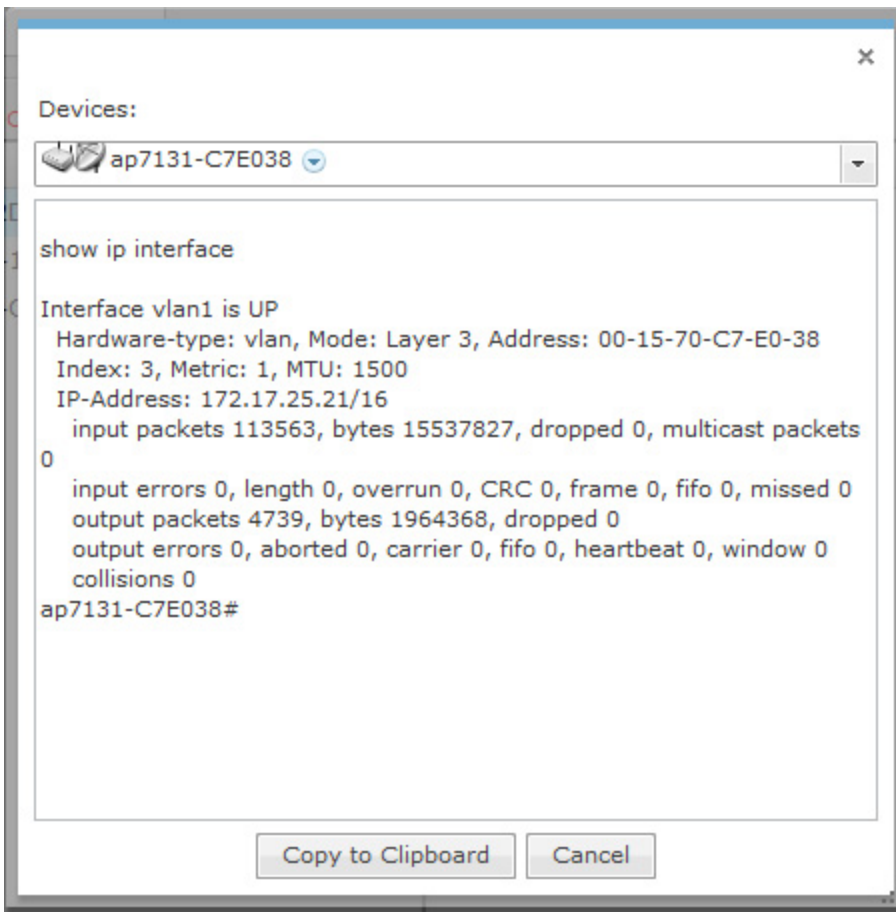 Devices:
ap7131-C7E038
show ip interface
Interface vlan1 is UP
Hardware-type: vlan, Mode: Layer 3, Address: 00-15-70-C7-E0-38
Index: 3, Metric: 1, MTU: 1500
IP-Address: 172.17.25.21/16
input packets 113563, bytes 15537827, dropped 0, multicast packets
0
input errors 0, length 0, overrun 0, CRC 0, frame 0, fifo 0, missed 0
output packets 4739, bytes 1964368, dropped 0
output errors 0, aborted 0, carrier 0, fifo 0, heartbeat 0, window 0
collisions 0
ap7131-C7E038#
Copy to Clipboard
Cancel